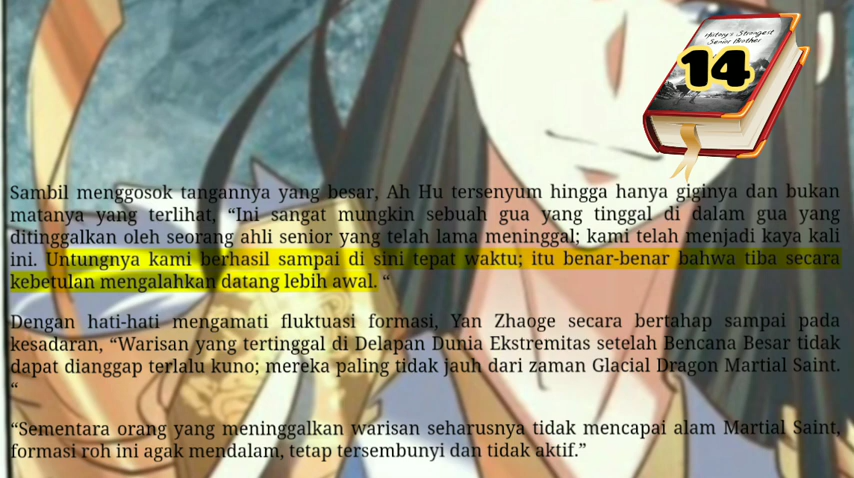 History's Strongest
Senior Brother
14
Sambil menggosok tangannya yang besar, Ah Hu tersenyum hingga hanya giginya dan bukan
matanya yang terlihat, “Ini sangat mungkin sebuah gua yang tinggal di dalam gua yang
ditinggalkan oleh seorang ahli senior yang telah lama meninggal; kami telah menjadi kaya kali
ini. Untungnya kami berhasil sampai di sini tepat waktu; itu benar-benar bahwa tiba secara
kebetulan mengalahkan datang lebih awal. “
Dengan hati-hati mengamati fluktuasi formasi, Yan Zhaoge secara bertahap sampai pada
kesadaran, “Warisan yang tertinggal di Delapan Dunia Ekstremitas setelah Bencana Besar tidak
dapat dianggap terlalu kuno; mereka paling tidak jauh dari zaman Glacial Dragon Martial Saint.
“
“Sementara orang yang meninggalkan warisan seharusnya tidak mencapai alam Martial Saint,
formasi roh ini agak mendalam, tetap tersembunyi dan tidak aktif.”